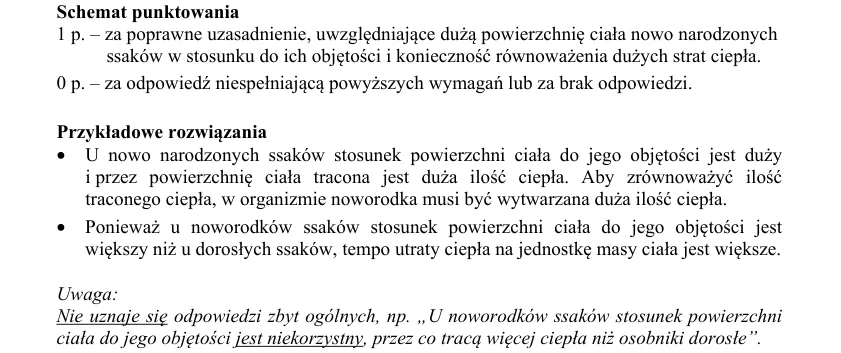 Schemat punktowania
1 p. – za poprawne uzasadnienie, uwzględniające dużą powierzchnię ciała nowo narodzonych
ssaków w stosunku do ich objętości i konieczność równoważenia dużych strat ciepła.
0 p. – za odpowiedź niespełniającą powyższych wymagań lub za brak odpowiedzi.
Przykładowe rozwiązania
• U nowo narodzonych ssaków stosunek powierzchni ciała do jego objętości jest duży
i przez powierzchnię ciała tracona jest duża ilość ciepła. Aby zrównoważyć ilość
traconego ciepła, w organizmie noworodka musi być wytwarzana duża ilość ciepła.
• Ponieważ u noworodków ssaków stosunek powierzchni ciała do jego objętości jest
większy niż u dorosłych ssaków, tempo utraty ciepła na jednostkę masy ciała jest większe.
Uwaga:
Nie uznaje się odpowiedzi zbyt ogólnych, np. „U noworodków ssaków stosunek powierzchni
ciała do jego objętości jest niekorzystny, przez co tracą więcej ciepła niż osobniki dorosłe”.